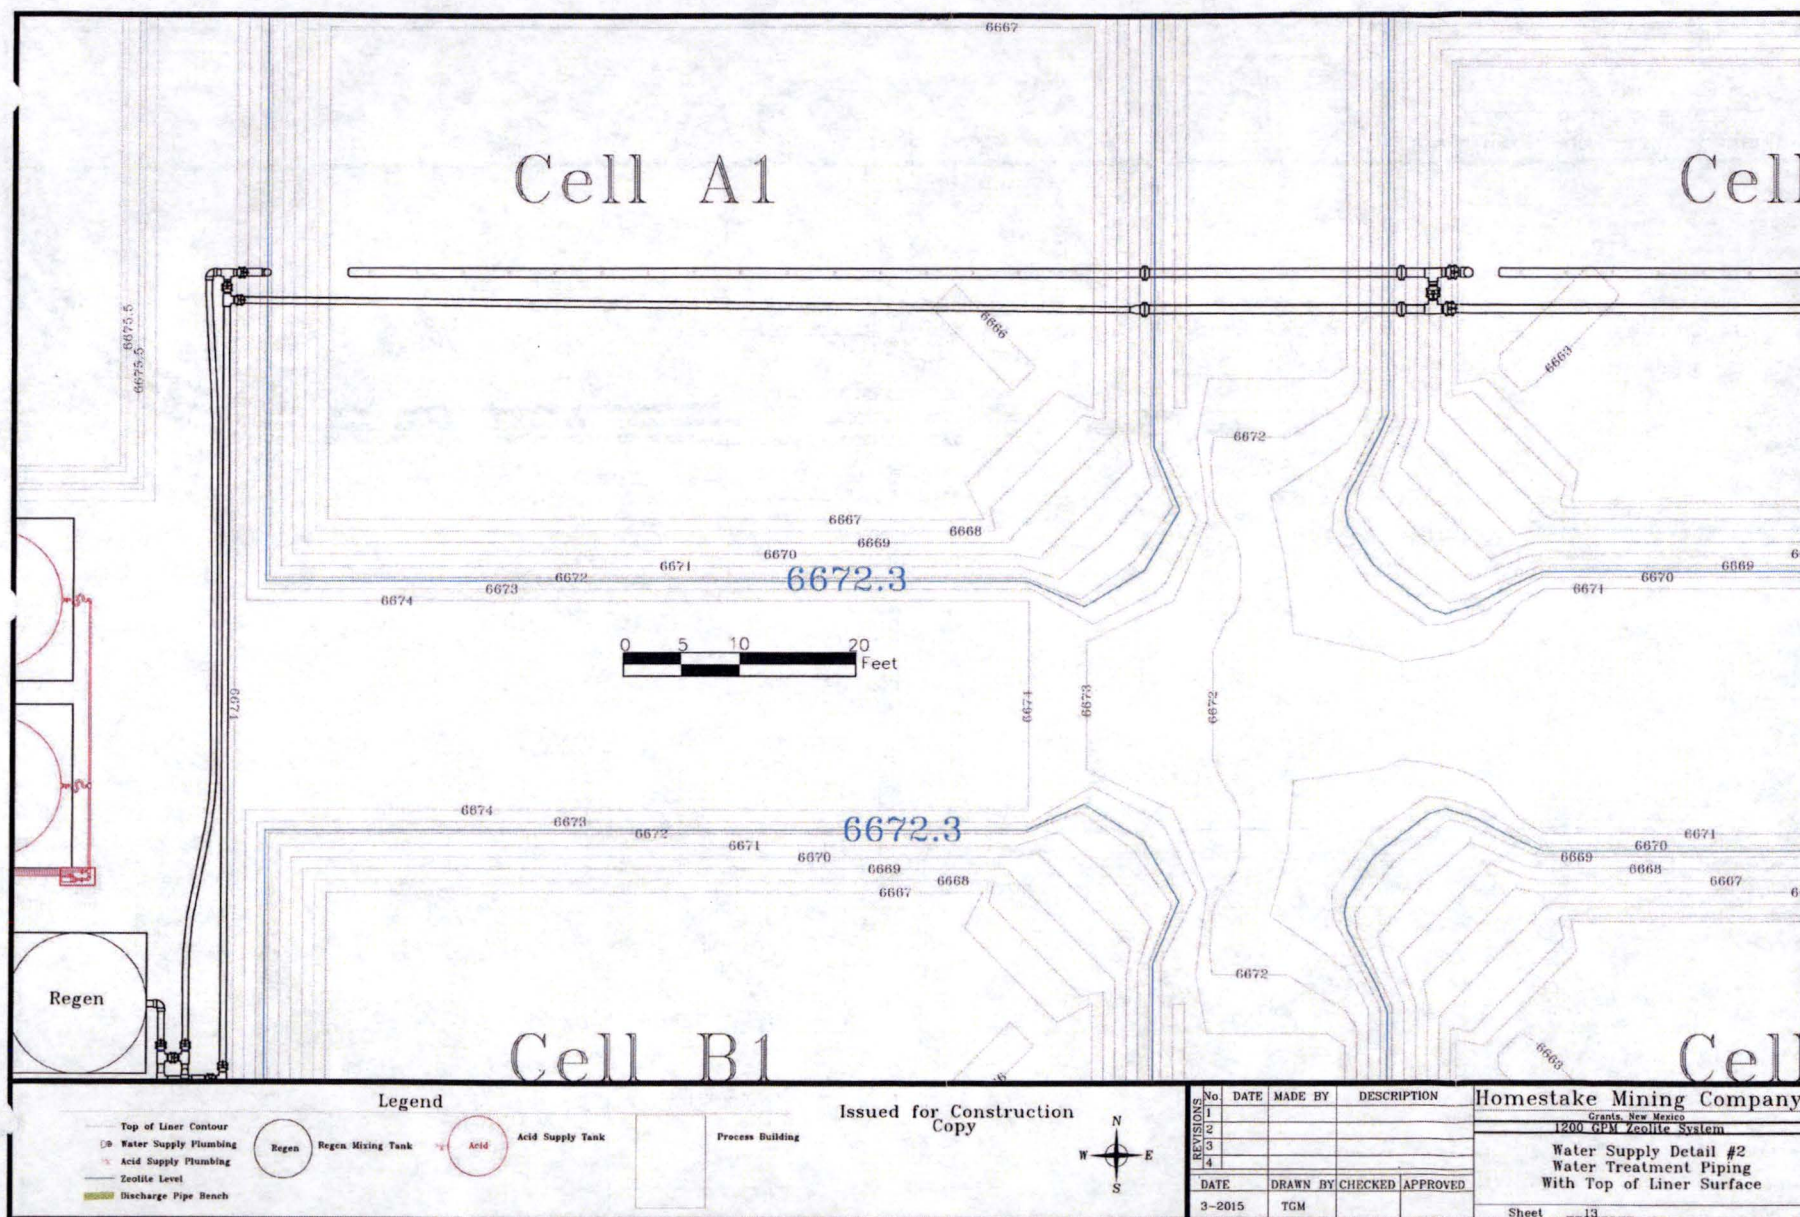 6667
Cell A1
Cell
6675.5
6675.5
6666
6663
6672
6667
6668
6669
6670
6671
6672
6673
6674
6672.3
6669
6670
6671
0 5 10 20
Feet
6674
6674
6673
6672
6674
6673
6672
6671
6670
6669
6668
6667
6672.3
6671
6670
6669
6668
6667
6672
6663
Regen
Cell B1
Cell
Legend
Top of Liner Contour
Water Supply Plumbing
Acid Supply Plumbing
Zeolite Level
Discharge Pipe Bench
Regen
Regen Mixing Tank
Acid
Acid Supply Tank
Process Building
Issued for Construction
Copy
N
W E
S
REVISIONS
No. DATE MADE BY DESCRIPTION
1
2
3
4
DATE DRAWN BY CHECKED APPROVED
3-2015 TGM
Homestake Mining Company
Grants, New Mexico
1200 GPM Zeolite System
Water Supply Detail #2
Water Treatment Piping
With Top of Liner Surface
Sheet 13